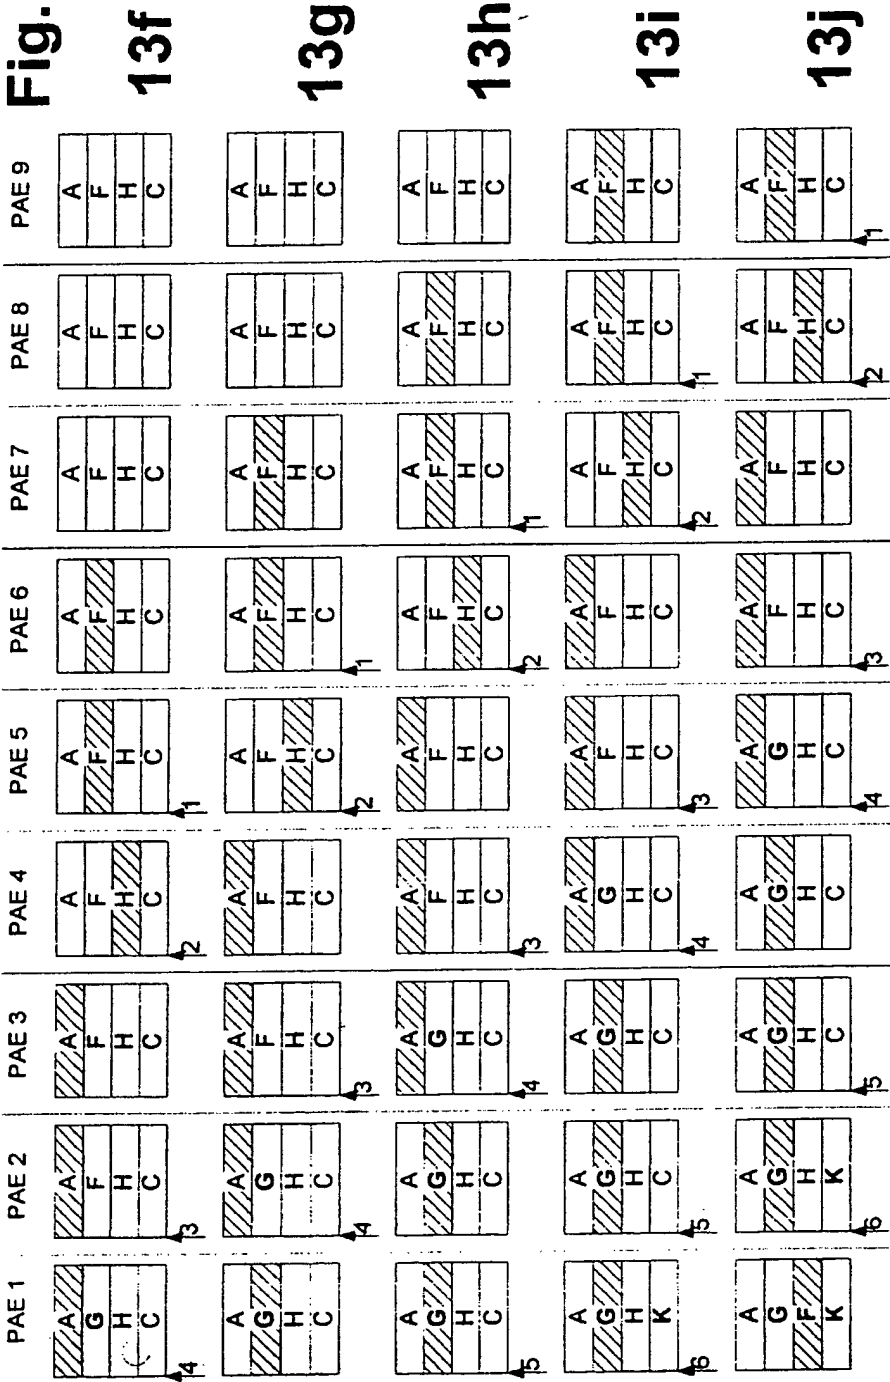 PAE 1 PAE 2 PAE 3 PAE 4 PAE 5 PAE 6 PAE 7 PAE 8 PAE 9 Fig.
A A A A A A A A A
G F F F F F F F F
H H H H H H H H H
C C C C C C C C C
13f
4 3 2 1
A A A A A A A A A
G G F F F F F F F
H H H H H H H H H
C C C C C C C C C
13g
4 3 2 1
A A A A A A A A A
G G G F F F F F F
H H H H H H H H H
C C C C C C C C C
13h
5 4 3 2 1
A A A A A A A A A
G G G G F F F F F
H H H H H H H H H
K C C C C C C C C
13i
6 5 4 3 2 1
A A A A A A A A A
G G G G G F F F F
F H H H H H H H H
K K C C C C C C C
13j
6 5 4 3 2 1